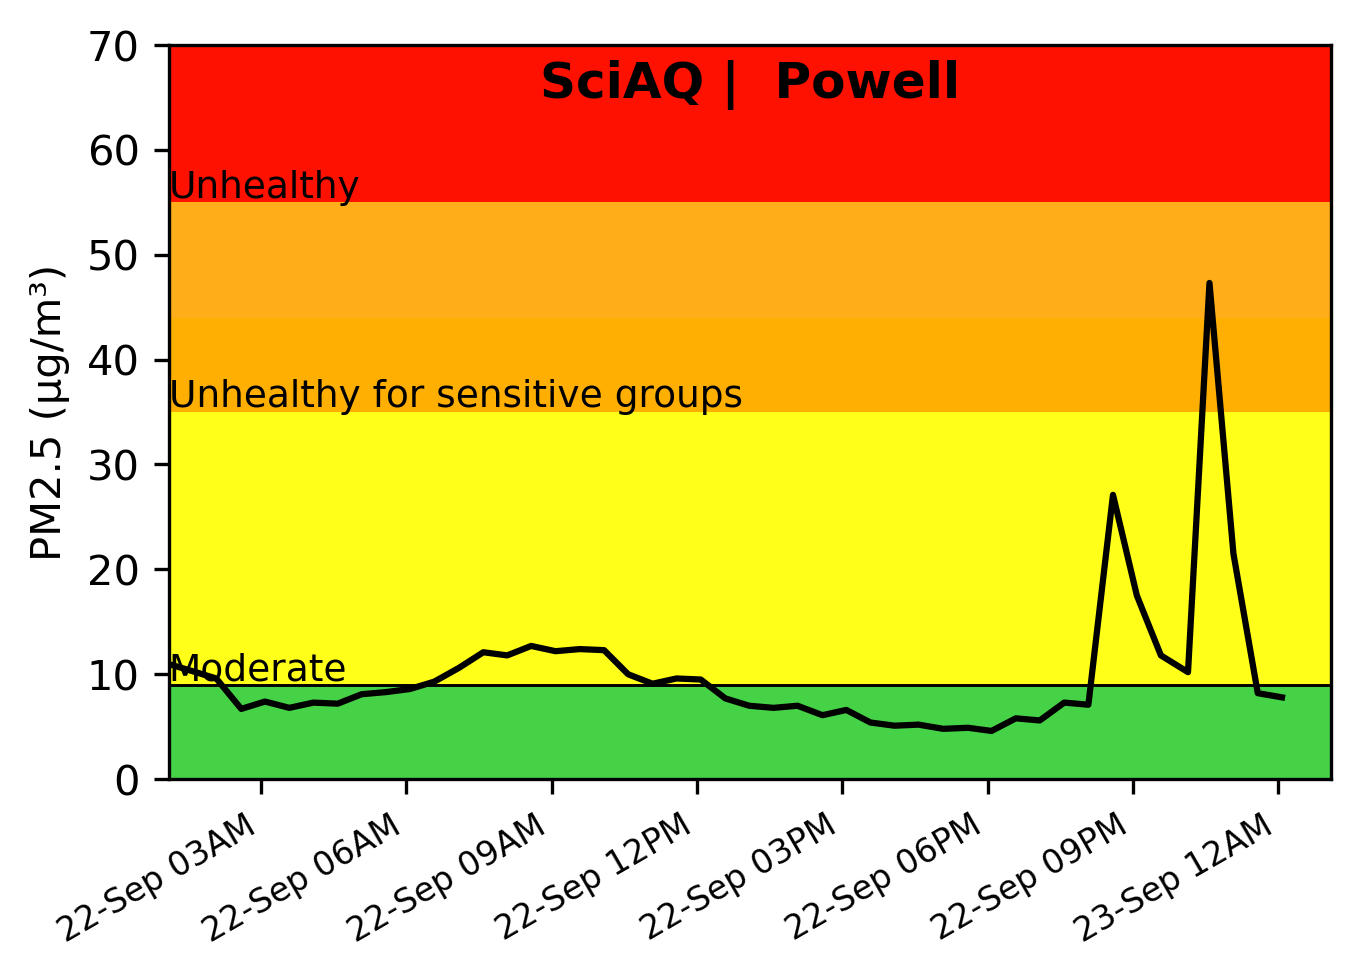 SciAQ |  Powell
70
60
50
40
30
20
10
0
PM2.5 (µg/m³)
Unhealthy
Unhealthy for sensitive groups
Moderate
22-Sep 03AM
22-Sep 06AM
22-Sep 09AM
22-Sep 12PM
22-Sep 03PM
22-Sep 06PM
22-Sep 09PM
23-Sep 12AM